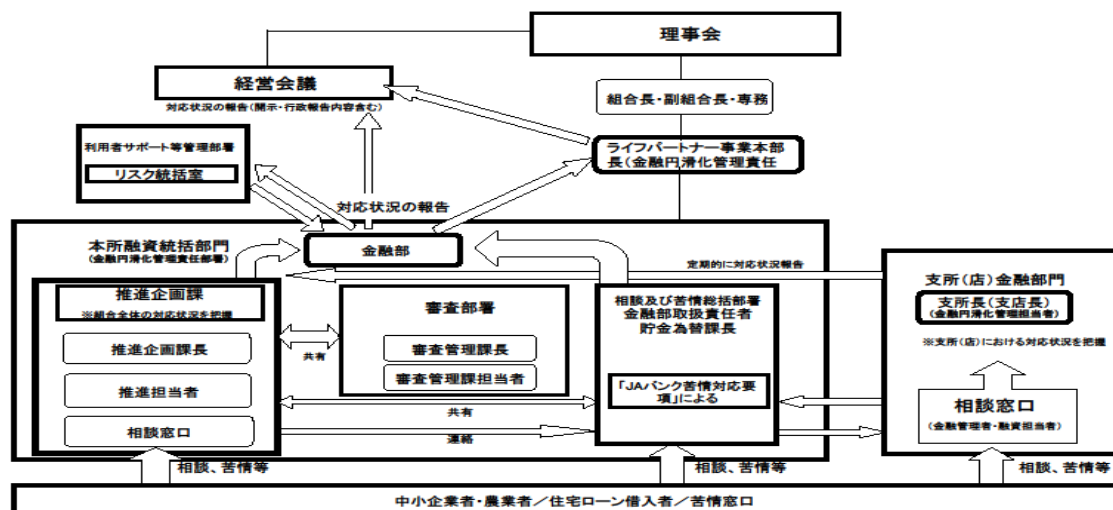 理事会
経営会議
対応状況の報告(開示・行政報告内容含む)
組合長・副組合長・専務
利用者サポート等管理部署
リスク統括室
ライフパートナー事業本部
長(金融円滑化管理責任
対応状況の報告
本所融資統括部門
(金融円滑化管理責任部署)
金融部
定期的に対応状況報告
推進企画課
※組合全体の対応状況を把握
推進企画課長
推進担当者
相談窓口
共有
審査部署
審査管理課長
審査管理課担当者
共有
連絡
相談及び苦情総括部署
金融部取扱責任者
貯金為替課長
「JAバンク苦情対応要
項」による
支所(店)金融部門
支所長(支店長)
(金融円滑化管理担当者)
※支所(店)における対応状況を把握
相談窓口
(金融管理者・融資担当者)
相談、苦情等
相談、苦情等
相談、苦情等
中小企業者・農業者/住宅ローン借入者/苦情窓口